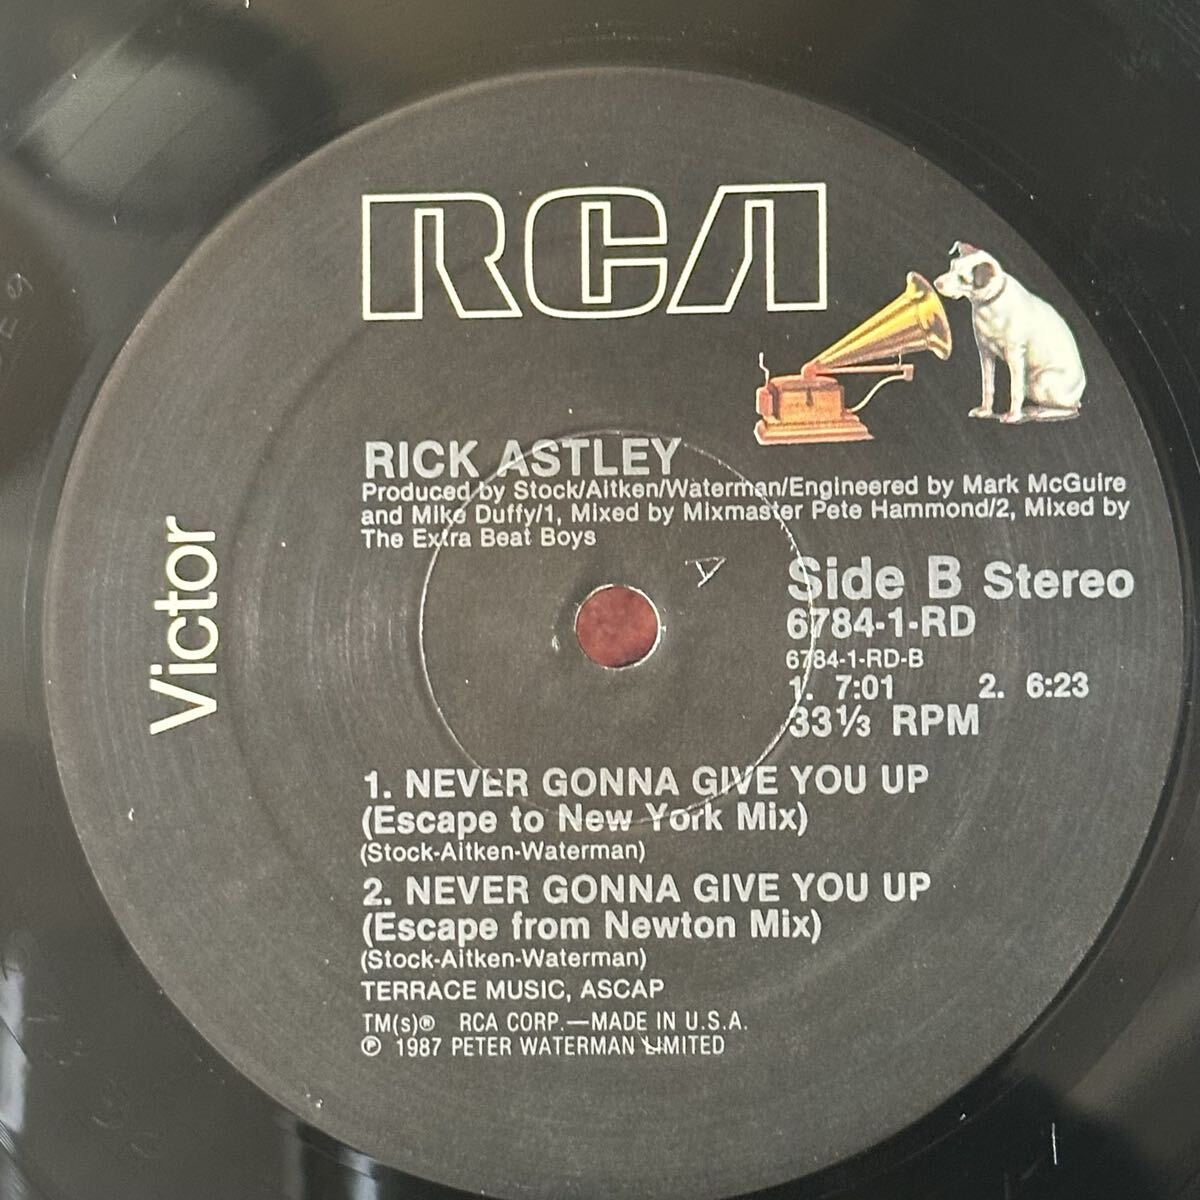 RCA
Victor
RICK ASTLEY
Produced by Stock/Aitken/Waterman/Engineered by Mark McGuire
and Mike Duffy/1, Mixed by Mixmaster Pete Hammond/2, Mixed by
The Extra Beat Boys
Side B Stereo
6784-1-RD
6784-1-RD-B
1. 7:01 2. 6:23
33⅓ RPM
1. NEVER GONNA GIVE YOU UP
(Escape to New York Mix)
(Stock-Aitken-Waterman)
2. NEVER GONNA GIVE YOU UP
(Escape from Newton Mix)
(Stock-Aitken-Waterman)
TERRACE MUSIC, ASCAP
TM(s)® RCA CORP.—MADE IN U.S.A.
℗ 1987 PETER WATERMAN LIMITED